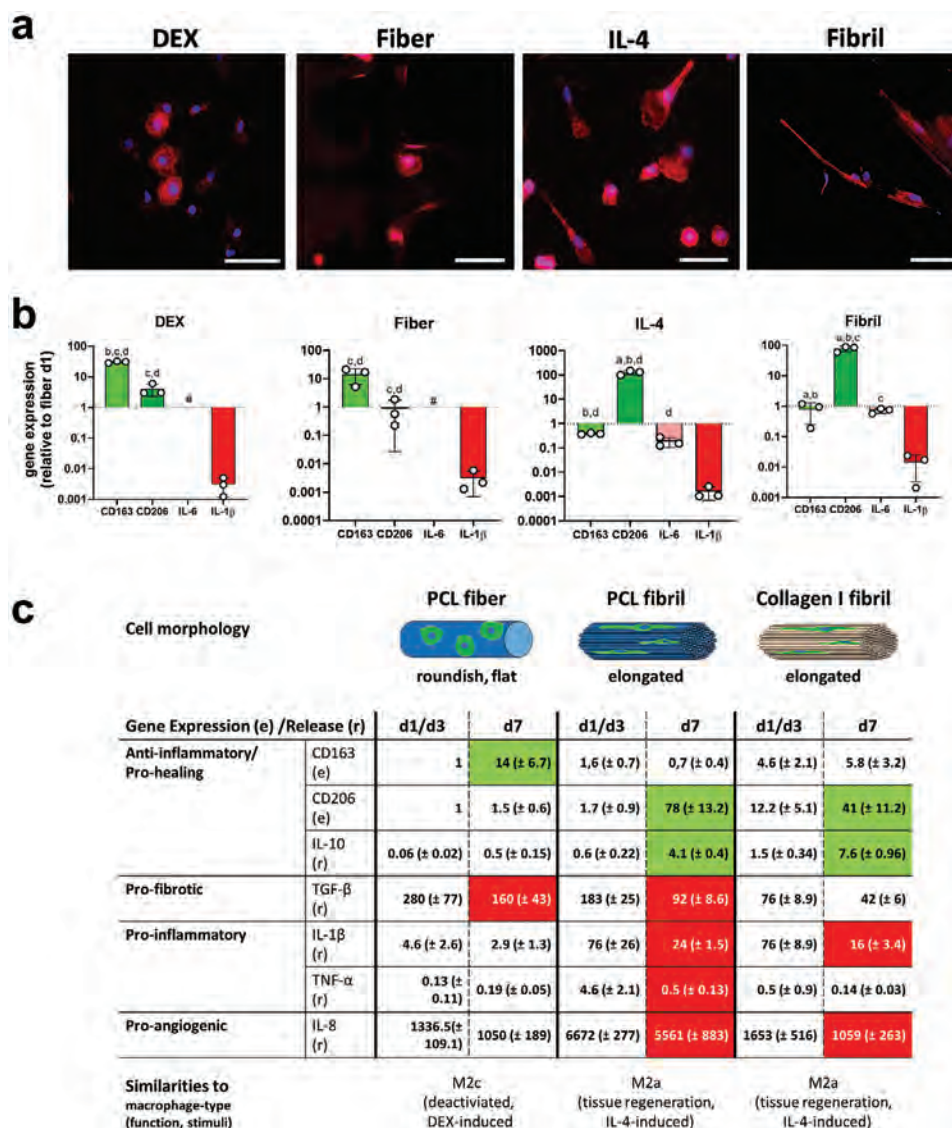 a
DEX Fiber IL-4 Fibril
b
DEX Fiber IL-4 Fibril
gene expression
(relative to fiber d1)
100
10
1
0.1
0.01
0.001
b,c,d
c,d
#
CD163 CD206 IL-6 IL-1β
100
10
1
0.1
0.01
0.001
0.0001
c,d
c,d
#
CD163 CD206 IL-6 IL-1β
1000
100
10
1
0.1
0.01
0.001
0.0001
b,d
a,b,d
d
CD163 CD206 IL-6 IL-1β
100
10
1
0.1
0.01
0.001
a,b
a,b,c
c
CD163 CD206 IL-6 IL-1β
c
PCL fiber PCL fibril Collagen I fibril
Cell morphology
roundish, flat elongated elongated
Gene Expression (e) /Release (r) d1/d3 d7 d1/d3 d7 d1/d3 d7
Anti-inflammatory/
Pro-healing
CD163
(e)
1 14 (± 6.7) 1,6 (± 0.7) 0,7 (± 0.4) 4.6 (± 2.1) 5.8 (± 3.2)
CD206
(e)
1 1.5 (± 0.6) 1.7 (± 0.9) 78 (± 13.2) 12.2 (± 5.1) 41 (± 11.2)
IL-10
(r)
0.06 (± 0.02) 0.5 (± 0.15) 0.6 (± 0.22) 4.1 (± 0.4) 1.5 (± 0.34) 7.6 (± 0.96)
Pro-fibrotic TGF-β
(r)
280 (± 77) 160 (± 43) 183 (± 25) 92 (± 8.6) 76 (± 8.9) 42 (± 6)
Pro-inflammatory IL-1β
(r)
4.6 (± 2.6) 2.9 (± 1.3) 76 (± 26) 24 (± 1.5) 76 (± 8.9) 16 (± 3.4)
TNF-α
(r)
0.13 (±
0.11)
0.19 (± 0.05) 4.6 (± 2.1) 0.5 (± 0.13) 0.5 (± 0.9) 0.14 (± 0.03)
Pro-angiogenic IL-8
(r)
1336.5(±
109.1)
1050 (± 189) 6672 (± 277) 5561 (± 883) 1653 (± 516) 1059 (± 263)
Similarities to
macrophage-type
(function, stimuli)
M2c
(deactiviated,
DEX-induced
M2a
(tissue regeneration,
IL-4-induced)
M2a
(tissue regeneration,
IL-4-induced)